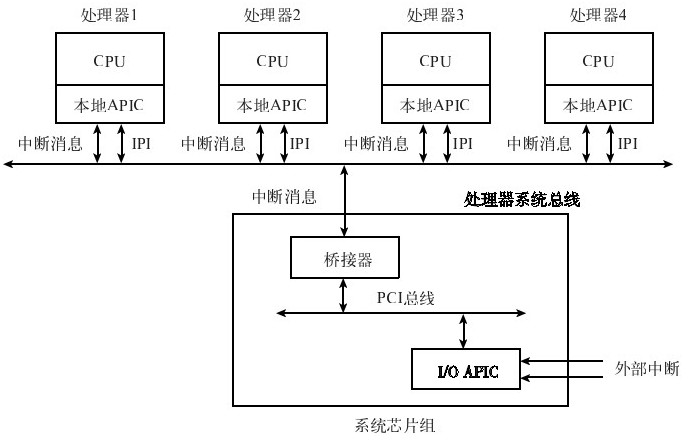 处理器1 处理器2 处理器3 处理器4
CPU CPU CPU CPU
本地APIC 本地APIC 本地APIC 本地APIC
中断消息 IPI 中断消息 IPI 中断消息 IPI 中断消息 IPI
中断消息 处理器系统总线
桥接器
PCI总线
I/O APIC 外部中断
系统芯片组